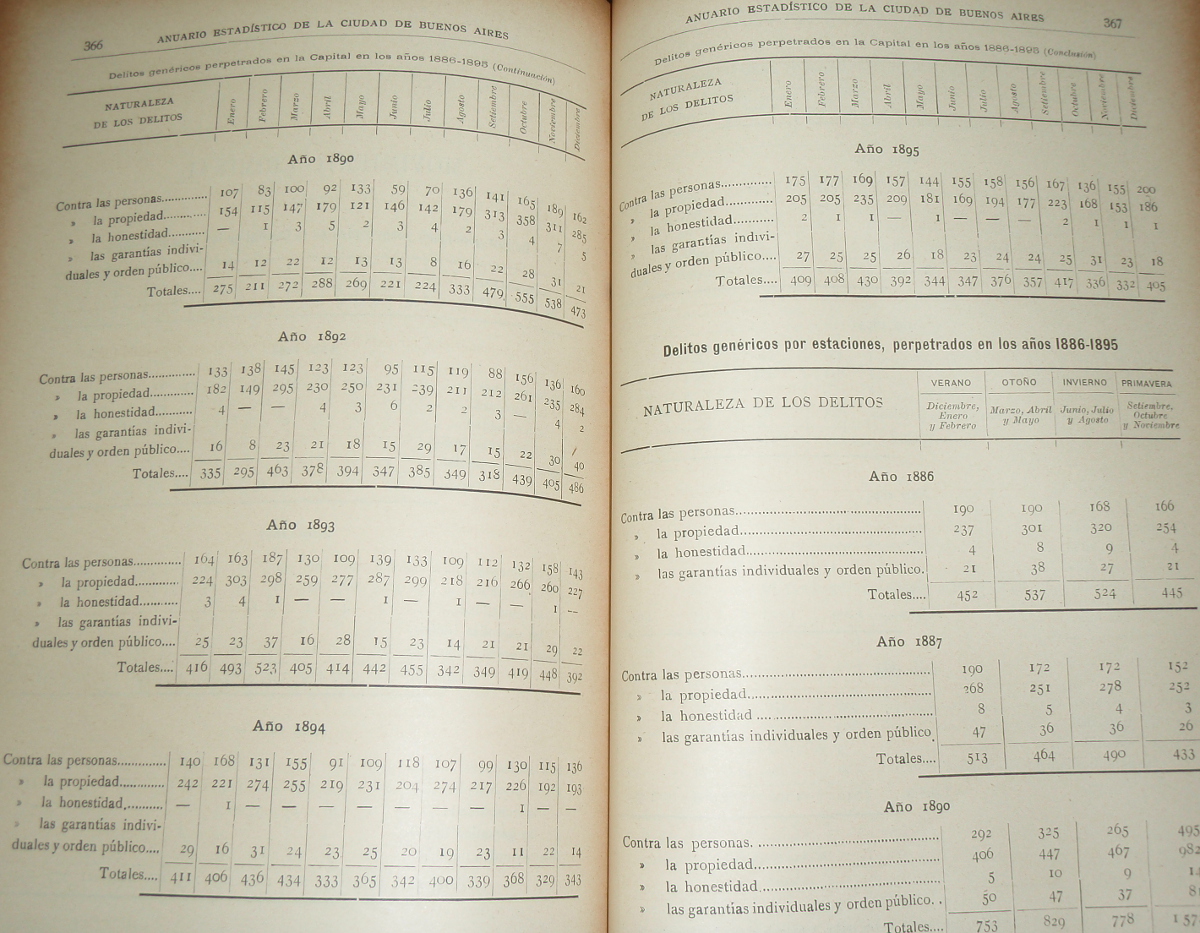 366
ANUARIO ESTADÍSTICO DE LA CIUDAD DE BUENOS AIRES
Delitos genéricos perpetrados en la Capital en los años 1886-1895 (Continuación)
NATURALEZA DE LOS DELITOS Enero Febrero Marzo Abril Mayo Junio Julio Agosto Setiembre Octubre Noviembre Diciembre
Año 1890
Contra las personas 107 83 100 92 133 59 70 136 141 165 189 162
» la propiedad 154 115 147 179 121 146 142 179 313 358 311 285
» la honestidad — 1 3 5 2 3 4 2 3 4 7 5
» las garantías indivi-
duales y orden público.... 14 12 22 12 13 13 8 16 22 28 31 21
Totales.... 275 211 272 288 269 221 224 333 479 555 538 473
Año 1892
Contra las personas 133 138 145 123 123 95 115 119 88 156 136 160
» la propiedad 182 149 295 230 250 231 239 211 212 261 235 284
» la honestidad 4 — — 4 3 6 2 2 3 — 4 2
» las garantías indivi-
duales y orden público.... 16 8 23 21 18 15 29 17 15 22 30 40
Totales.... 335 295 463 378 394 347 385 349 318 439 405 486
Año 1893
Contra las personas 164 163 187 130 109 139 133 109 112 132 158 143
» la propiedad 224 303 298 259 277 287 299 218 216 266 260 227
» la honestidad 3 4 1 — — 1 — 1 — — 1 —
» las garantías indivi-
duales y orden público.... 25 23 37 16 28 15 23 14 21 21 29 22
Totales.... 416 493 523 405 414 442 455 342 349 419 448 392
Año 1894
Contra las personas 140 168 131 155 91 109 118 107 99 130 115 136
» la propiedad 242 221 274 255 219 231 204 274 217 226 192 193
» la honestidad — 1 — — — — — — — 1 — —
» las garantías indivi-
duales y orden público.... 29 16 31 24 23 25 20 19 23 11 22 14
Totales.... 411 406 436 434 333 365 342 400 339 368 329 343
ANUARIO ESTADÍSTICO DE LA CIUDAD DE BUENOS AIRES
367
Delitos genéricos perpetrados en la Capital en los años 1886-1895 (Conclusión)
NATURALEZA DE LOS DELITOS Enero Febrero Marzo Abril Mayo Junio Julio Agosto Setiembre Octubre Noviembre Diciembre
Año 1895
Contra las personas 175 177 169 157 144 155 158 156 167 136 155 200
» la propiedad 205 205 235 209 181 169 194 177 223 168 153 186
» la honestidad 2 1 1 — 1 — — 2 1 1 1
» las garantías indivi-
duales y orden público.... 27 25 25 26 18 23 24 24 25 31 23 18
Totales.... 409 408 430 392 344 347 376 357 417 336 332 405
Delitos genéricos por estaciones, perpetrados en los años 1886-1895
NATURALEZA DE LOS DELITOS
VERANO OTOÑO INVIERNO PRIMAVERA
Diciembre, Enero y Febrero Marzo, Abril y Mayo Junio, Julio y Agosto Setiembre, Octubre y Noviembre
Año 1886
Contra las personas 190 190 168 166
» la propiedad 237 301 320 254
» la honestidad 4 8 9 4
» las garantías individuales y orden público. 21 38 27 21
Totales.... 452 537 524 445
Año 1887
Contra las personas 190 172 172 152
» la propiedad 268 251 278 252
» la honestidad 8 5 4 3
» las garantías individuales y orden público. 47 36 36 26
Totales.... 513 464 490 433
Año 1890
Contra las personas. 292 325 265 495
» la propiedad 406 447 467 982
» la honestidad 5 10 9
» las garantías individuales y orden público. . 50 47 37
Totales.... 753 829 778